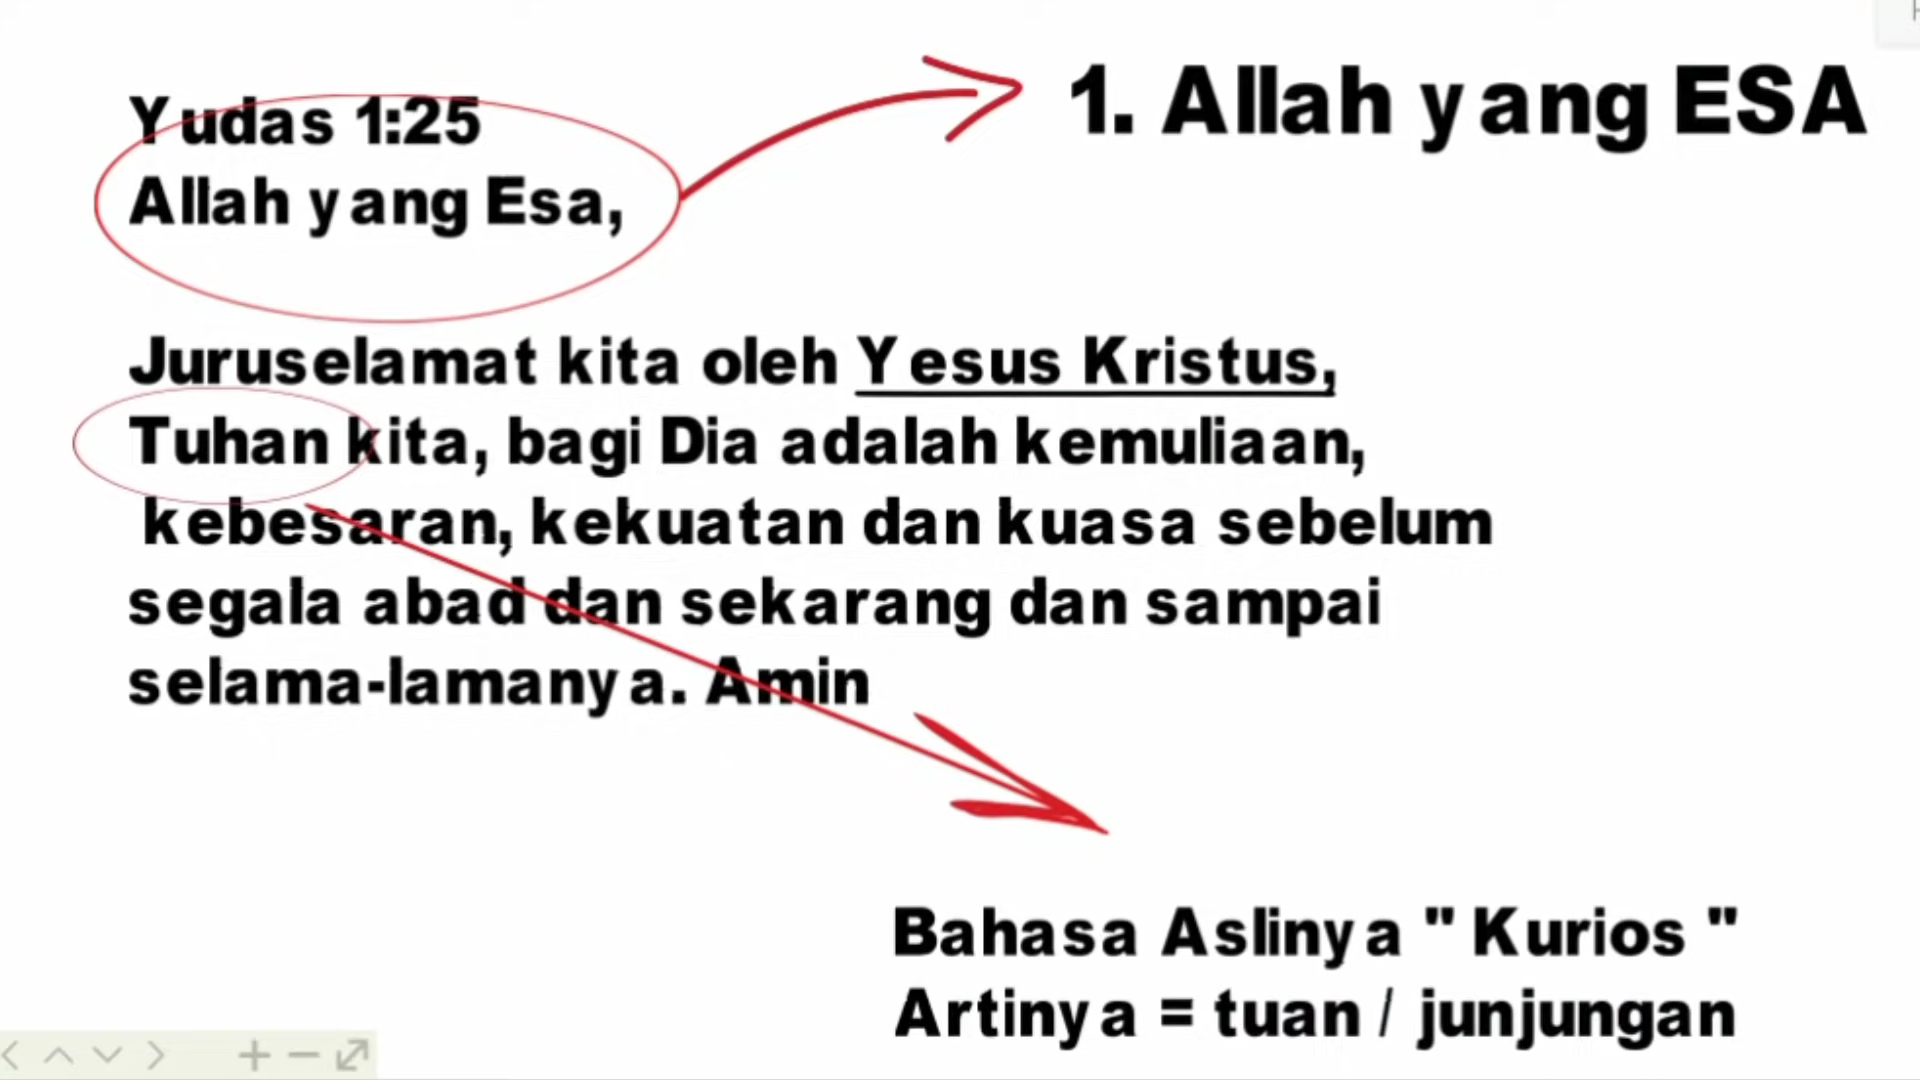 Yudas 1:25
Allah yang Esa,
1. Allah yang ESA
Juruselamat kita oleh Yesus Kristus,
Tuhan kita, bagi Dia adalah kemuliaan,
kebesaran, kekuatan dan kuasa sebelum
segala abad dan sekarang dan sampai
selama-lamanya. Amin
Bahasa Aslinya " Kurios "
Artinya = tuan / junjungan